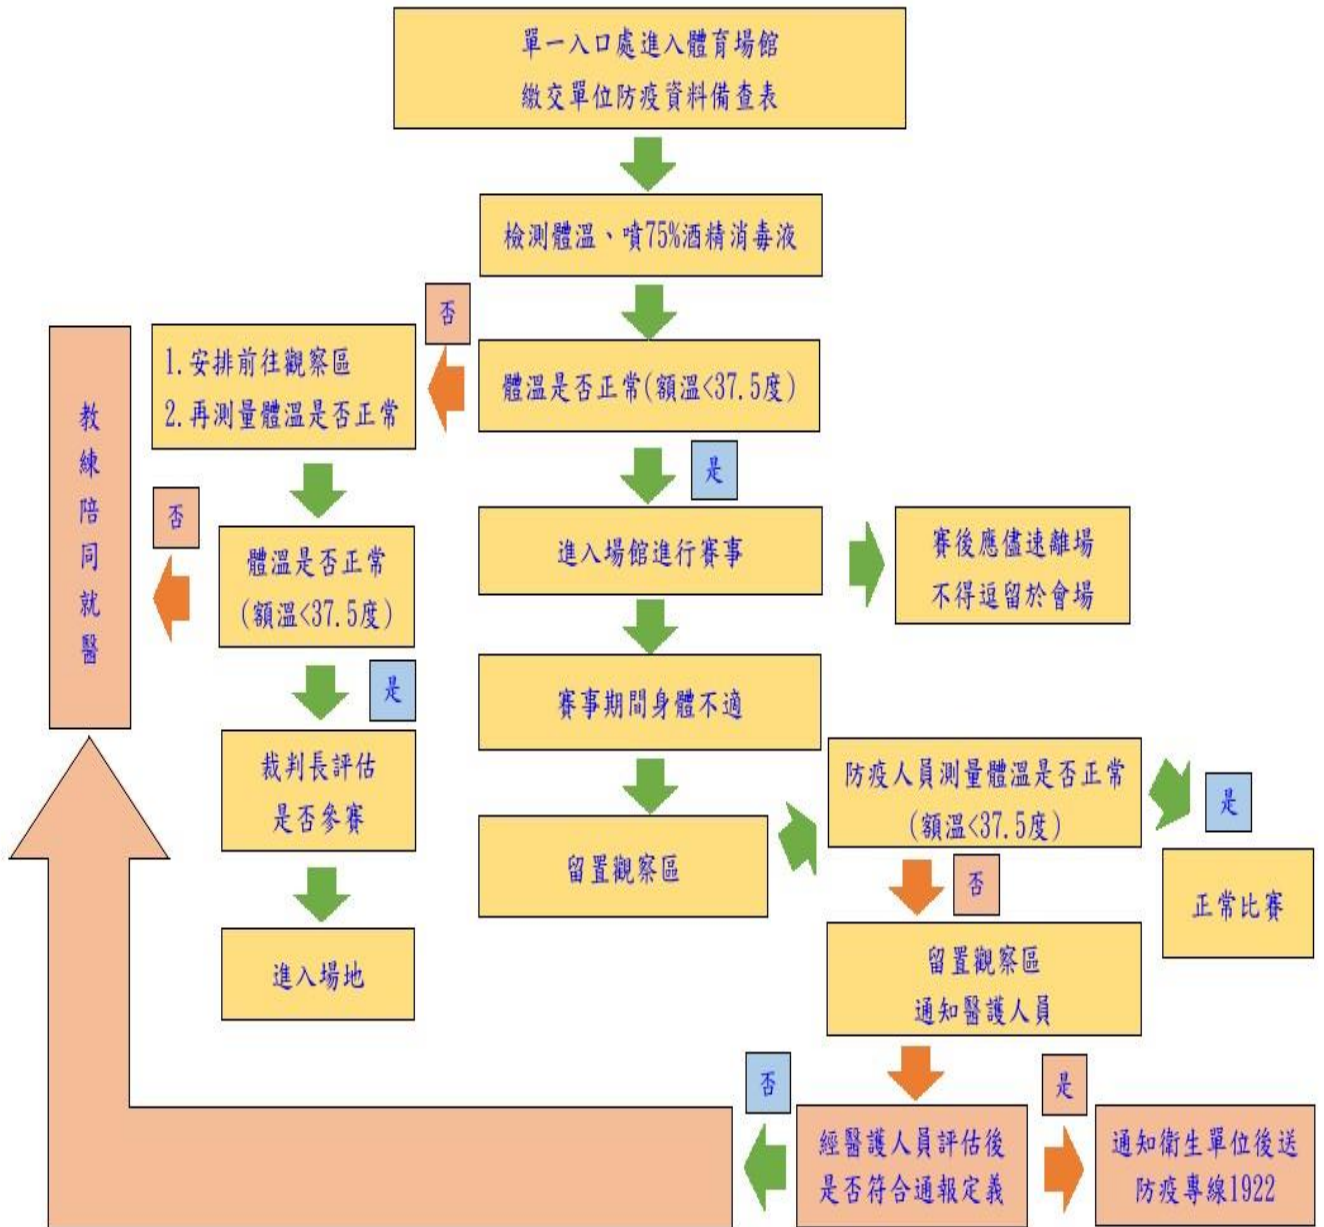 單一入口處進入體育場館
繳交單位防疫資料備查表
檢測體溫、噴75%酒精消毒液
否
體溫是否正常(額溫<37.5度)
1.安排前往觀察區
2.再測量體溫是否正常
教
練
陪
同
就
醫
是
否
體溫是否正常
(額溫<37.5度)
進入場館進行賽事
賽後應儘速離場
不得逗留於會場
是
賽事期間身體不適
裁判長評估
是否參賽
防疫人員測量體溫是否正常
(額溫<37.5度)
是
留置觀察區
否
正常比賽
進入場地
留置觀察區
通知醫護人員
否
是
經醫護人員評估後
是否符合通報定義
通知衛生單位後送
防疫專線1922